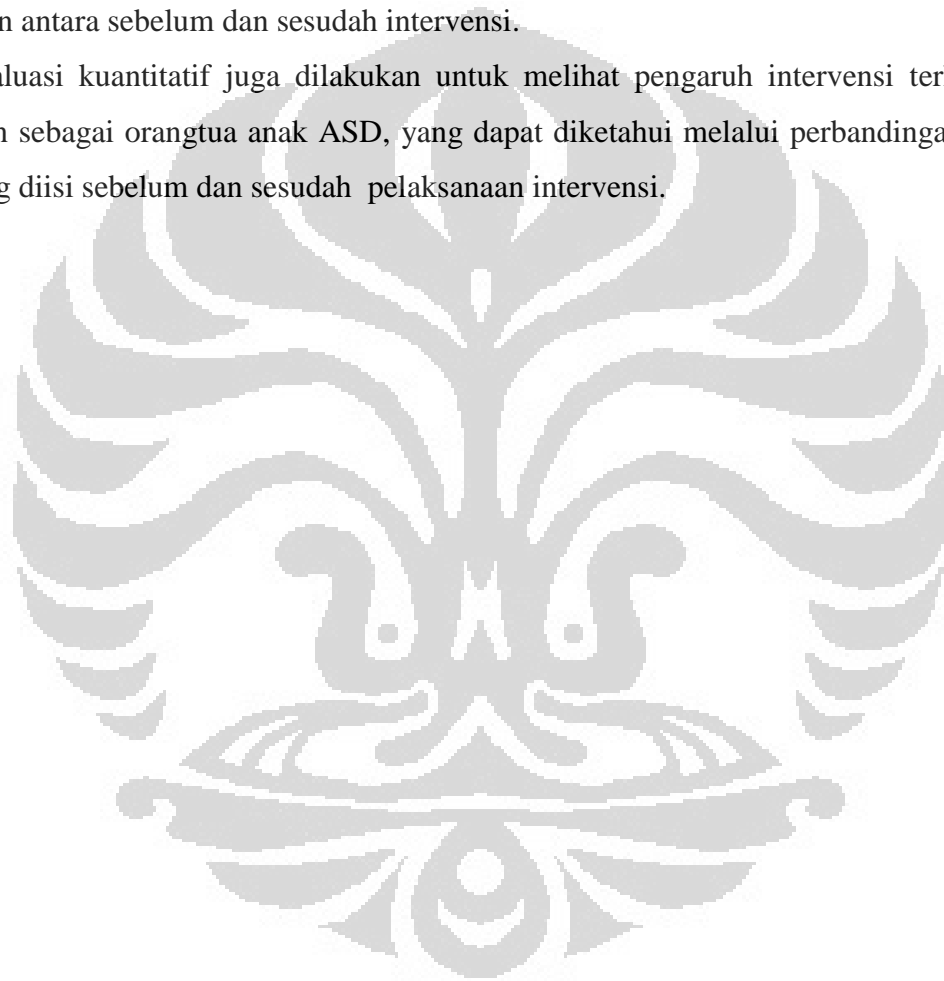 n antara sebelum dan sesudah intervensi.
aluasi kuantitatif juga dilakukan untuk melihat pengaruh intervensi ter
n sebagai orangtua anak ASD, yang dapat diketahui melalui perbandinga
g diisi sebelum dan sesudah pelaksanaan intervensi.